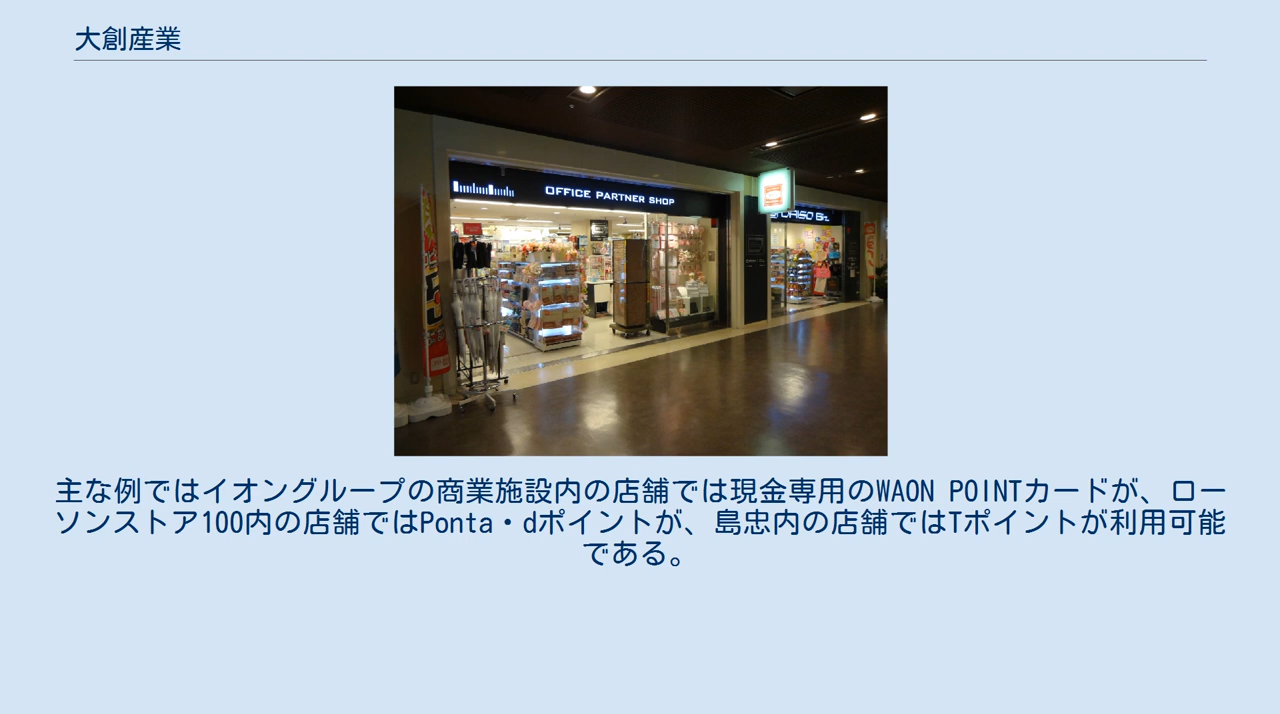 大創産業
OFFICE PARTNER SHOP
主な例ではイオングループの商業施設内の店舗では現金専用のWAON POINTカードが、ロー
ソンストア100内の店舗ではPonta・dポイントが、島忠内の店舗ではTポイントが利用可能
である。